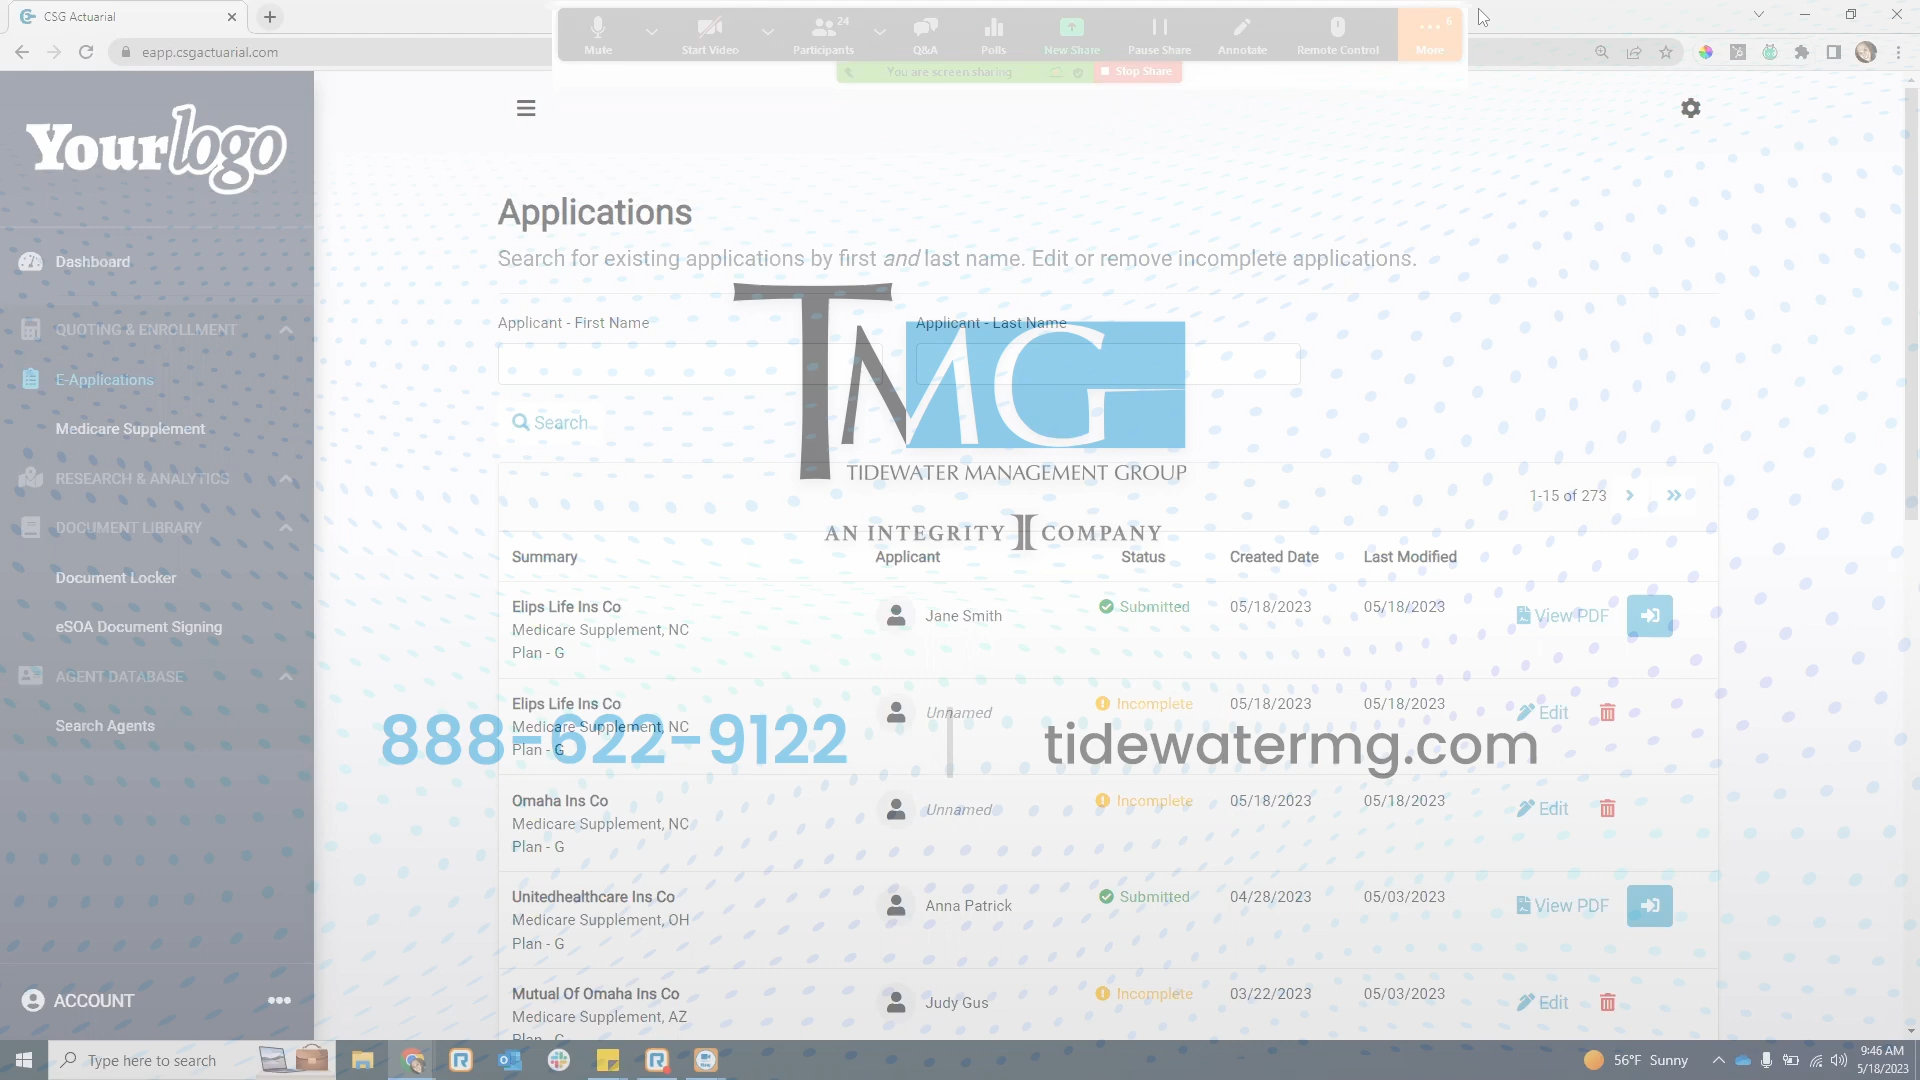 CSG Actuarial
eapp.csgactuarial.com
Mute
Start Video
Participants
24
Q&A
Polls
New Share
Pause Share
Annotate
Remote Control
More
6
You are screen sharing
Stop Share
Yourlogo
Dashboard
QUOTING & ENROLLMENT
E-Applications
Medicare Supplement
RESEARCH & ANALYTICS
DOCUMENT LIBRARY
Document Locker
eSOA Document Signing
AGENT DATABASE
Search Agents
ACCOUNT
Applications
Search for existing applications by first and last name. Edit or remove incomplete applications.
Applicant - First Name
Applicant - Last Name
Search
TMG
TIDEWATER MANAGEMENT GROUP
AN INTEGRITY COMPANY
888-622-9122
tidewatermg.com
1-15 of 273
Summary Applicant Status Created Date Last Modified
Elips Life Ins Co
Medicare Supplement, NC
Plan - G
Jane Smith
Submitted
05/18/2023
05/18/2023
View PDF
Elips Life Ins Co
Medicare Supplement, NC
Plan - G
Unnamed
Incomplete
05/18/2023
05/18/2023
Edit
Omaha Ins Co
Medicare Supplement, NC
Plan - G
Unnamed
Incomplete
05/18/2023
05/18/2023
Edit
Unitedhealthcare Ins Co
Medicare Supplement, OH
Plan - G
Anna Patrick
Submitted
04/28/2023
05/03/2023
View PDF
Mutual Of Omaha Ins Co
Medicare Supplement, AZ
Plan - G
Judy Gus
Incomplete
03/22/2023
05/03/2023
Edit
Type here to search
56°F Sunny
9:46 AM
5/18/2023